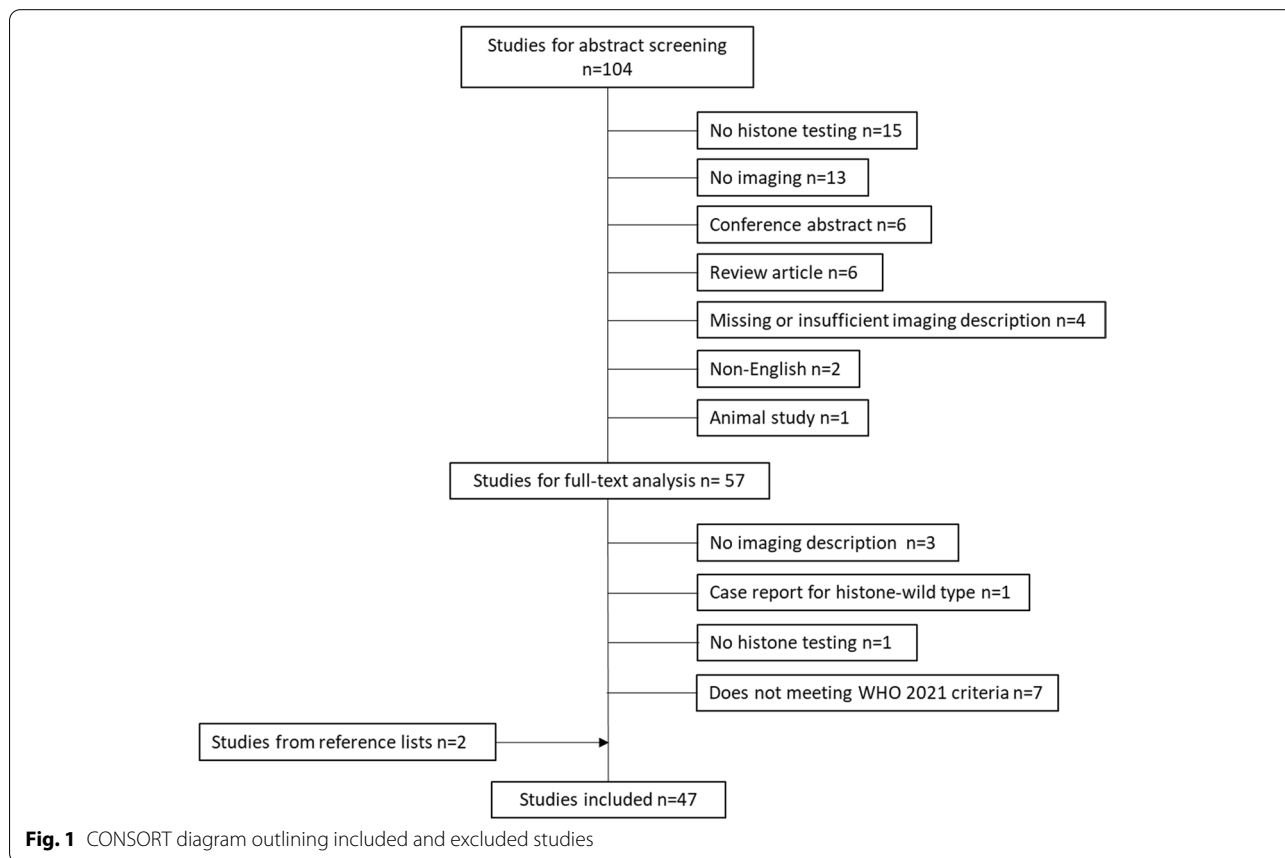 Studies for abstract screening
n=104
No histone testing n=15
No imaging n=13
Conference abstract n=6
Review article n=6
Missing or insufficient imaging description n=4
Non-English n=2
Animal study n=1
Studies for full-text analysis n= 57
No imaging description n=3
Case report for histone-wild type n=1
No histone testing n=1
Does not meeting WHO 2021 criteria n=7
Studies from reference lists n=2
Studies included n=47
Fig. 1 CONSORT diagram outlining included and excluded studies